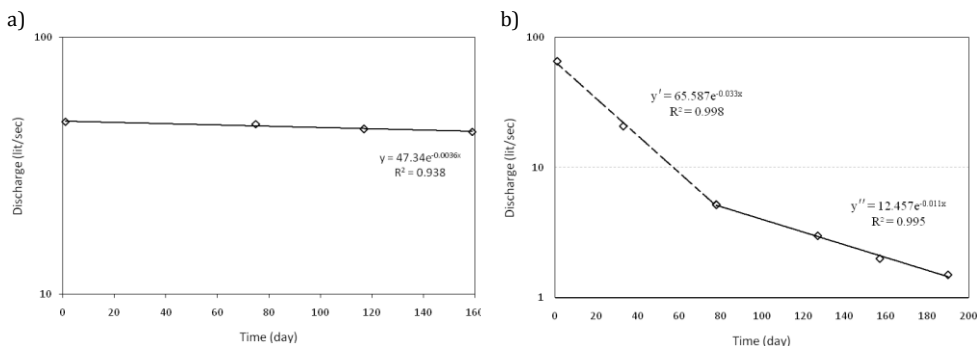 a)
100
10
Discharge (lit/sec)
0 20 40 60 80 100 120 140 160
Time (day)
y = 47.34e^-0.0036x
R² = 0.938
b)
100
10
1
Discharge (lit/sec)
0 20 40 60 80 100 120 140 160 180 200
Time (day)
y′ = 65.587e^-0.033x
R² = 0.998
y″ = 12.457e^-0.011x
R² = 0.995